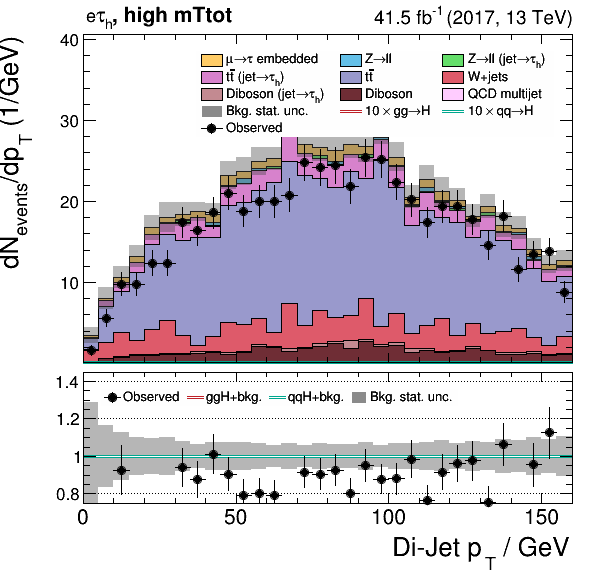 eτh, high mTtot
41.5 fb-1 (2017, 13 TeV)
dNevents/dpT (1/GeV)
40
30
20
10
μ→τ embedded
Z→ll
Z→ll (jet→τh)
tt̄ (jet→τh)
tt̄
W+jets
Diboson (jet→τh)
Diboson
QCD multijet
Bkg. stat. unc.
10 × gg→H
10 × qq→H
Observed
1.4
1.2
1
0.8
Observed
ggH+bkg.
qqH+bkg.
Bkg. stat. unc.
0
50
100
150
Di-Jet pT / GeV